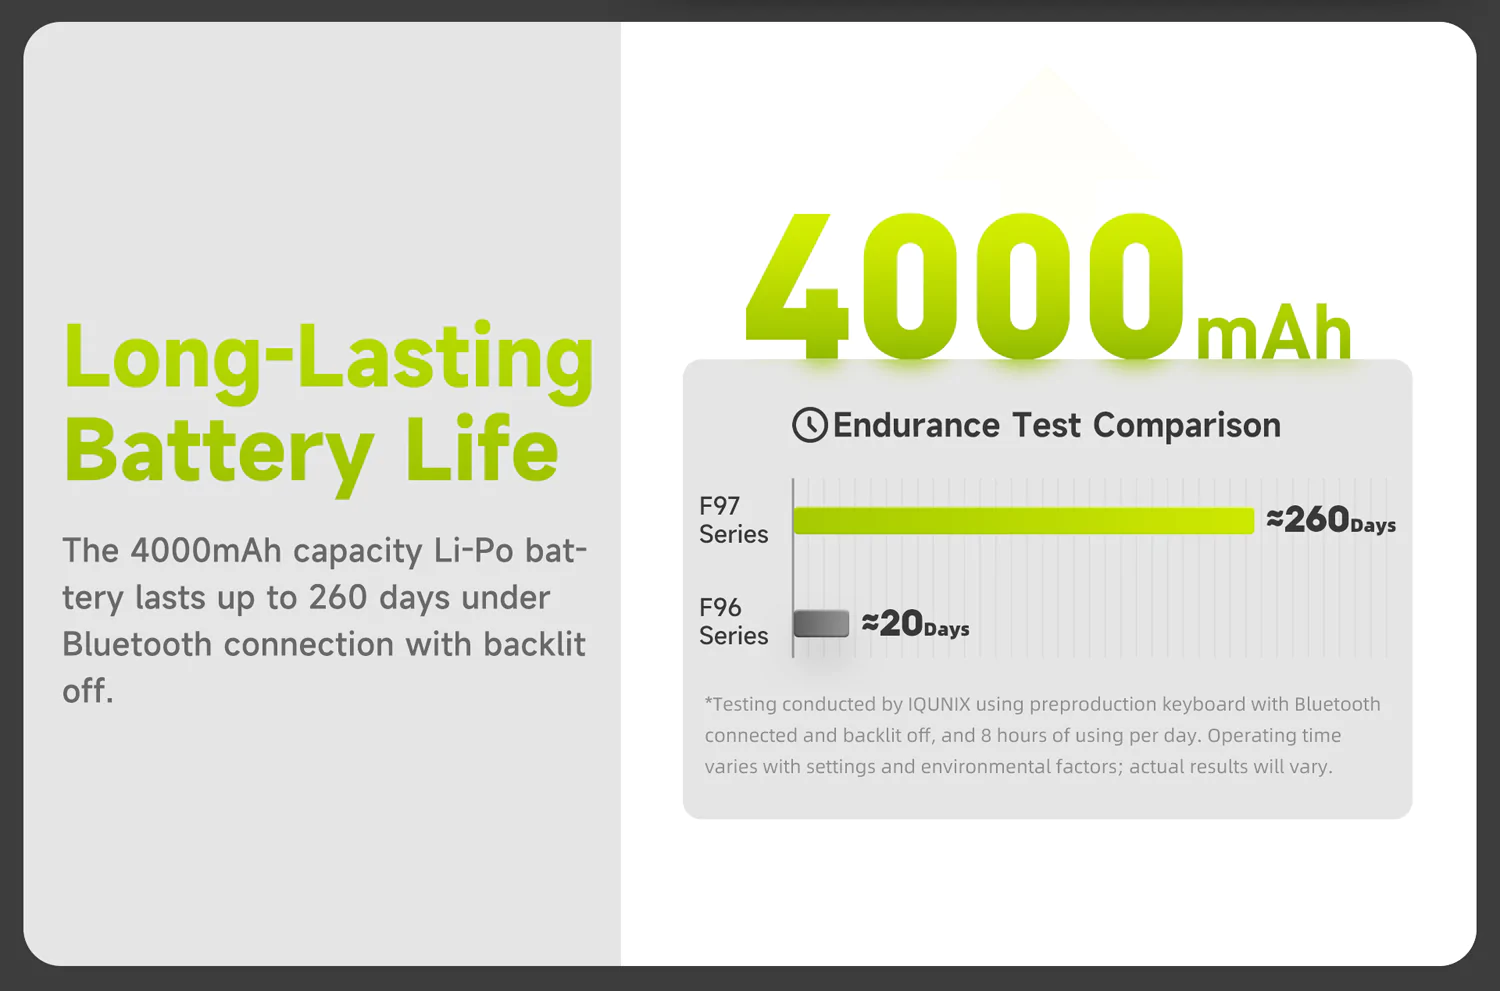 Long-Lasting
Battery Life
The 4000mAh capacity Li-Po bat-
tery lasts up to 260 days under
Bluetooth connection with backlit
off.
4000mAh
Endurance Test Comparison
F97
Series
≈260Days
F96
Series
≈20Days
*Testing conducted by IQUNIX using preproduction keyboard with Bluetooth
connected and backlit off, and 8 hours of using per day. Operating time
varies with settings and environmental factors; actual results will vary.